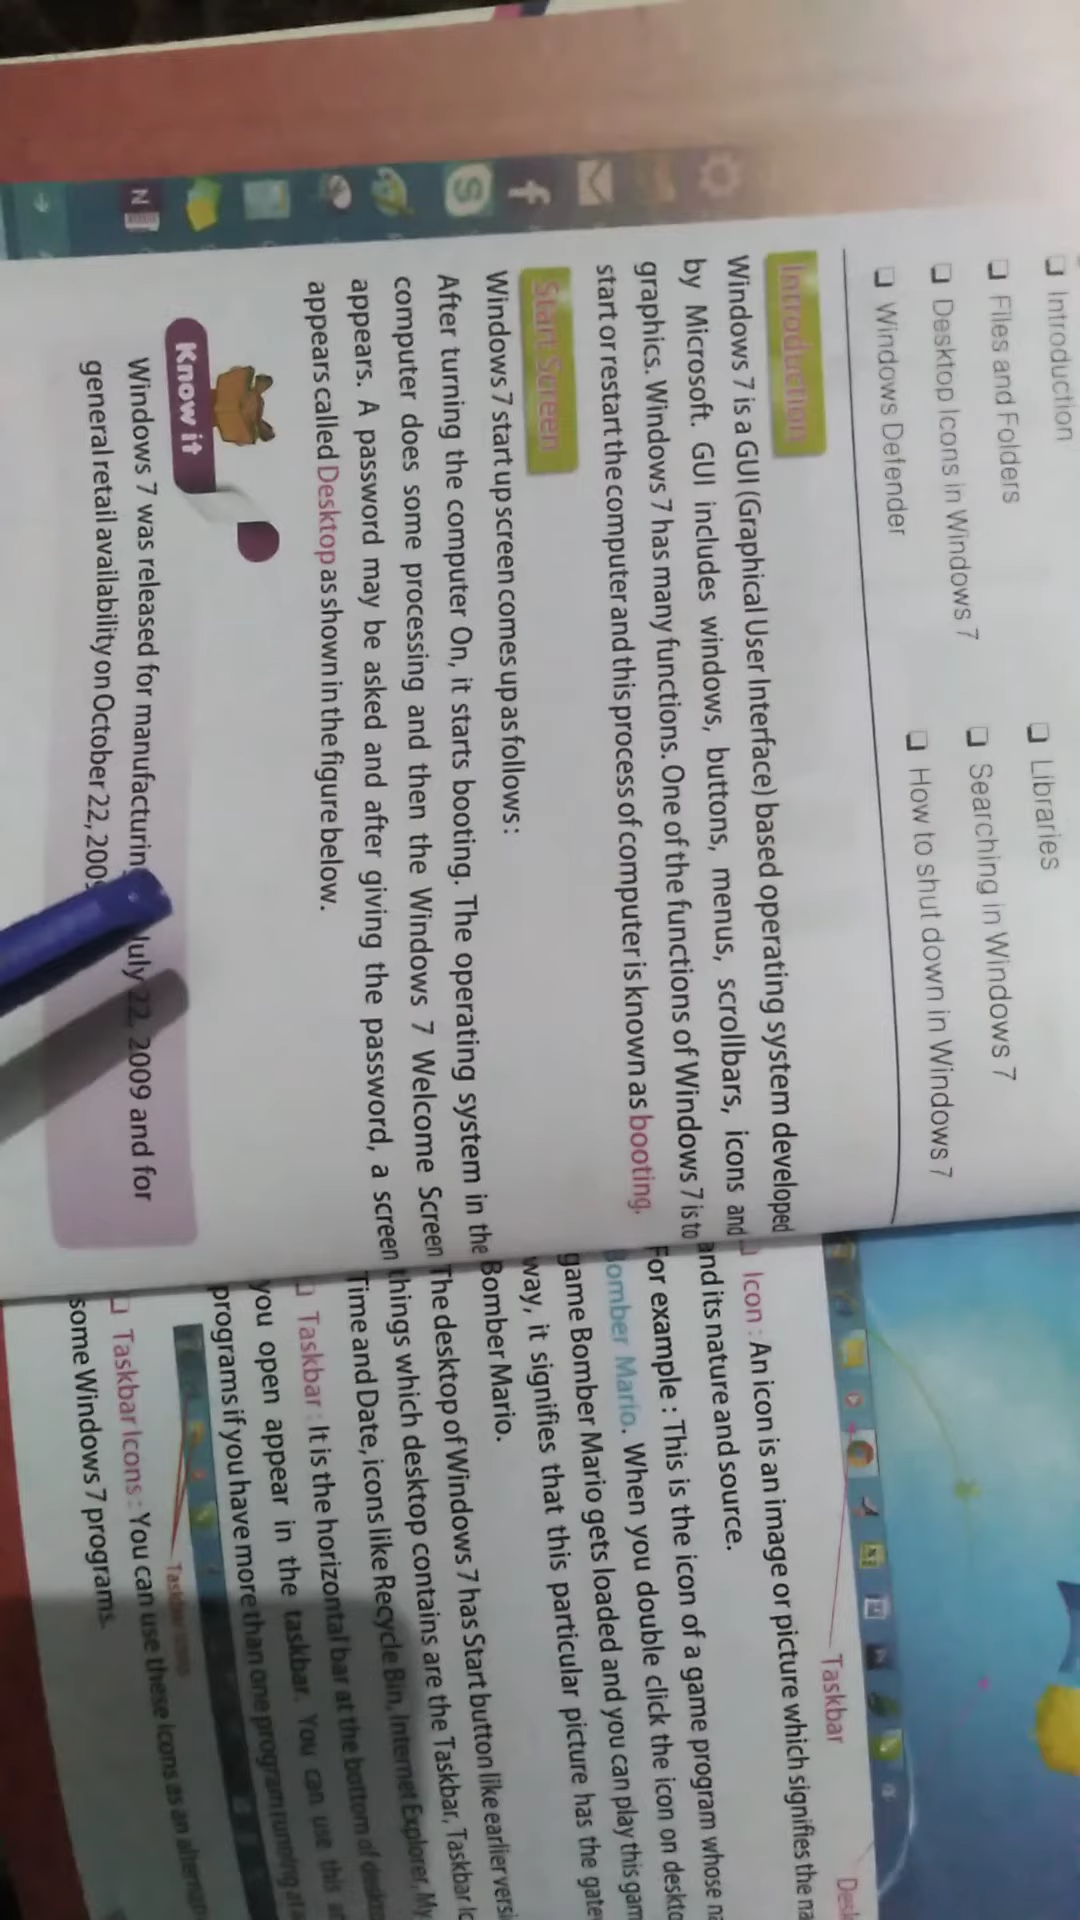 Introduction
Files and Folders
Desktop Icons in Windows 7
Windows Defender
Libraries
Searching in Windows 7
How to shut down in Windows 7
Introduction
Windows 7 is a GUI (Graphical User Interface) based operating system developed
by Microsoft. GUI includes windows, buttons, menus, scrollbars, icons and
graphics. Windows 7 has many functions. One of the functions of Windows 7 is to
start or restart the computer and this process of computer is known as booting.
Start Screen
Windows 7 start up screen comes up as follows:
After turning the computer On, it starts booting. The operating system in the
computer does some processing and then the Windows 7 Welcome Screen
appears. A password may be asked and after giving the password, a screen
appears called Desktop as shown in the figure below.
Know it
Windows 7 was released for manufacturing July 22, 2009 and for
general retail availability on October 22, 2009
Taskbar
Icon : An icon is an image or picture which signifies the
and its nature and source.
For example : This is the icon of a game program whose
Bomber Mario. When you double click the icon on
game Bomber Mario gets loaded and you can play this
way, it signifies that this particular picture has the
Bomber Mario.
The desktop of Windows 7 has Start button like earlier
things which desktop contains are the Taskbar, Taskbar
Time and Date, icons like Recycle Bin, Internet Explorer, My
Taskbar : It is the horizontal bar at the bottom of
you open appear in the taskbar. You can use this
programs if you have more than one program running at
Taskbar Icons
Taskbar Icons : You can use these icons as an
some Windows 7 programs.